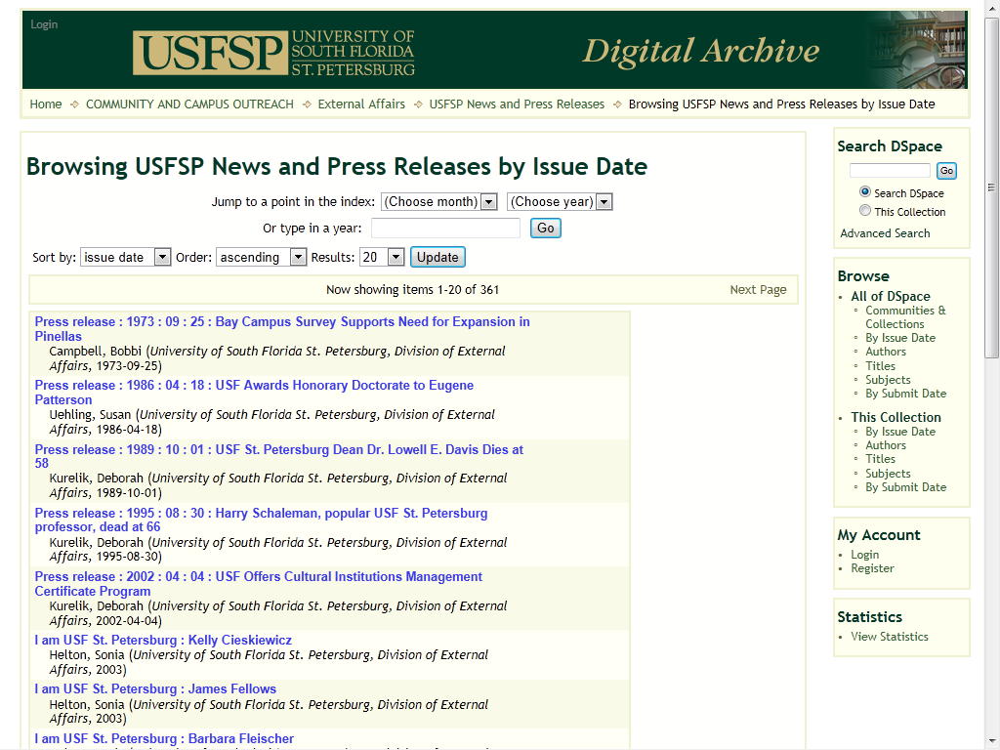 Login
USFSP UNIVERSITY OF
SOUTH FLORIDA
ST. PETERSBURG
Digital Archive
Home COMMUNITY AND CAMPUS OUTREACH External Affairs USFSP News and Press Releases Browsing USFSP News and Press Releases by Issue Date
Browsing USFSP News and Press Releases by Issue Date
Jump to a point in the index: (Choose month) (Choose year)
Or type in a year: Go
Sort by: issue date Order: ascending Results: 20 Update
Now showing items 1-20 of 361 Next Page
Press release : 1973 : 09 : 25 : Bay Campus Survey Supports Need for Expansion in
Pinellas
Campbell, Bobbi (University of South Florida St. Petersburg, Division of External
Affairs, 1973-09-25)
Press release : 1986 : 04 : 18 : USF Awards Honorary Doctorate to Eugene
Patterson
Uehling, Susan (University of South Florida St. Petersburg, Division of External
Affairs, 1986-04-18)
Press release : 1989 : 10 : 01 : USF St. Petersburg Dean Dr. Lowell E. Davis Dies at
58
Kurelik, Deborah (University of South Florida St. Petersburg, Division of External
Affairs, 1989-10-01)
Press release : 1995 : 08 : 30 : Harry Schaleman, popular USF St. Petersburg
professor, dead at 66
Kurelik, Deborah (University of South Florida St. Petersburg, Division of External
Affairs, 1995-08-30)
Press release : 2002 : 04 : 04 : USF Offers Cultural Institutions Management
Certificate Program
Kurelik, Deborah (University of South Florida St. Petersburg, Division of External
Affairs, 2002-04-04)
I am USF St. Petersburg : Kelly Cieskiewicz
Helton, Sonia (University of South Florida St. Petersburg, Division of External
Affairs, 2003)
I am USF St. Petersburg : James Fellows
Helton, Sonia (University of South Florida St. Petersburg, Division of External
Affairs, 2003)
I am USF St. Petersburg : Barbara Fleischer
Search DSpace
Go
Search DSpace
This Collection
Advanced Search
Browse
All of DSpace
Communities &
Collections
By Issue Date
Authors
Titles
Subjects
By Submit Date
This Collection
By Issue Date
Authors
Titles
Subjects
By Submit Date
My Account
Login
Register
Statistics
View Statistics